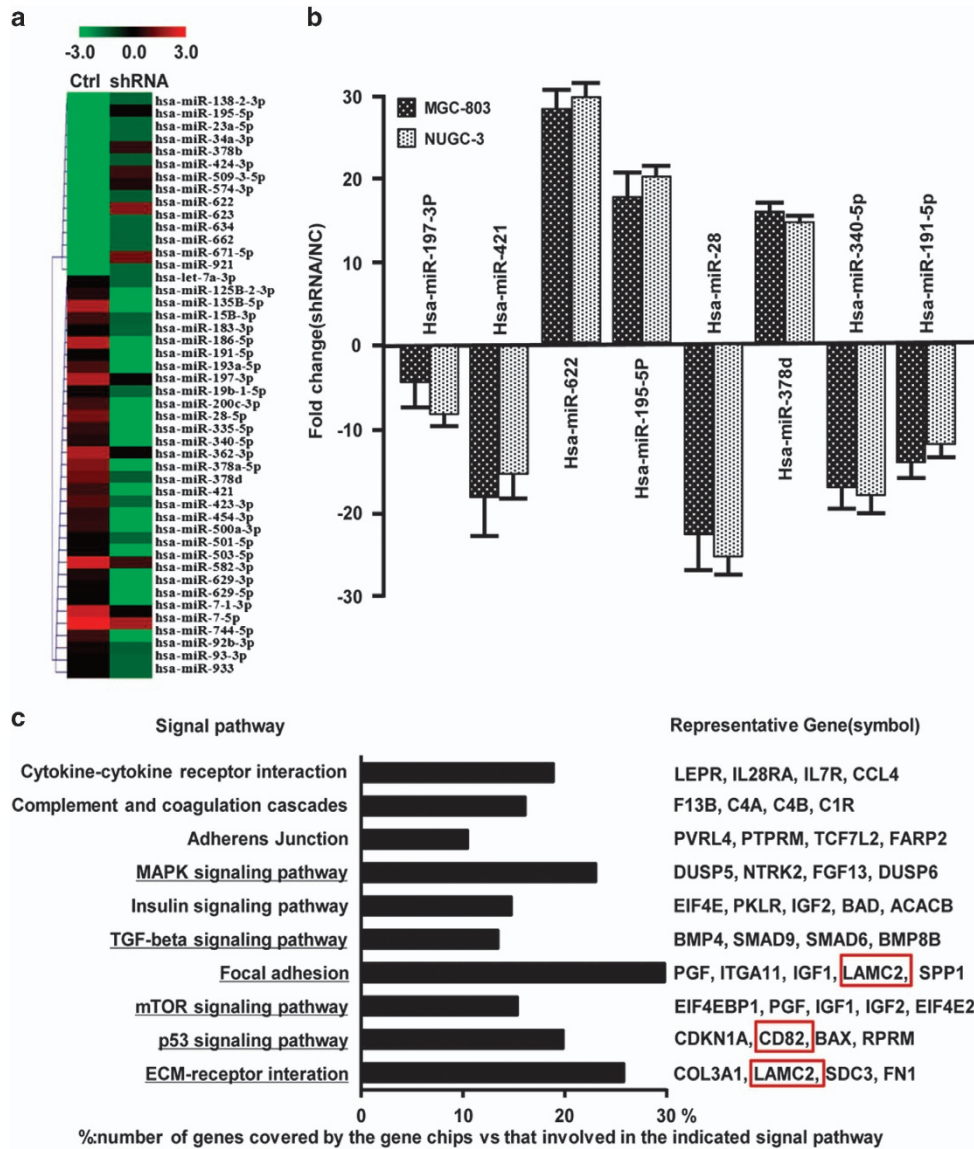 a
-3.0 0.0 3.0
Ctrl shRNA
hsa-miR-138-2-3p
hsa-miR-195-5p
hsa-miR-23a-5p
hsa-miR-34a-3p
hsa-miR-378b
hsa-miR-424-3p
hsa-miR-509-3-5p
hsa-miR-574-3p
hsa-miR-622
hsa-miR-623
hsa-miR-634
hsa-miR-662
hsa-miR-671-5p
hsa-miR-921
hsa-let-7a-3p
hsa-miR-125B-2-3p
hsa-miR-135B-5p
hsa-miR-15B-3p
hsa-miR-183-3p
hsa-miR-186-5p
hsa-miR-191-5p
hsa-miR-193a-5p
hsa-miR-197-3p
hsa-miR-19b-1-5p
hsa-miR-200c-3p
hsa-miR-28-5p
hsa-miR-335-5p
hsa-miR-340-5p
hsa-miR-362-3p
hsa-miR-378a-5p
hsa-miR-378d
hsa-miR-421
hsa-miR-423-3p
hsa-miR-454-3p
hsa-miR-500a-3p
hsa-miR-501-5p
hsa-miR-503-5p
hsa-miR-582-3p
hsa-miR-629-3p
hsa-miR-629-5p
hsa-miR-7-1-3p
hsa-miR-7-5p
hsa-miR-744-5p
hsa-miR-92b-3p
hsa-miR-93-3p
hsa-miR-933
b
Fold change(shRNA/NC)
30
20
10
0
-10
-20
-30
MGC-803
NUGC-3
Hsa-miR-197-3P
Hsa-miR-421
Hsa-miR-622
Hsa-miR-195-5P
Hsa-miR-28
Hsa-miR-378d
Hsa-miR-340-5p
Hsa-miR-191-5p
c
Signal pathway Representative Gene(symbol)
Cytokine-cytokine receptor interaction LEPR, IL28RA, IL7R, CCL4
Complement and coagulation cascades F13B, C4A, C4B, C1R
Adherens Junction PVRL4, PTPRM, TCF7L2, FARP2
MAPK signaling pathway DUSP5, NTRK2, FGF13, DUSP6
Insulin signaling pathway EIF4E, PKLR, IGF2, BAD, ACACB
TGF-beta signaling pathway BMP4, SMAD9, SMAD6, BMP8B
Focal adhesion PGF, ITGA11, IGF1, LAMC2, SPP1
mTOR signaling pathway EIF4EBP1, PGF, IGF1, IGF2, EIF4E2
p53 signaling pathway CDKN1A, CD82, BAX, RPRM
ECM-receptor interation COL3A1, LAMC2, SDC3, FN1
0 10 20 30 %
%:number of genes covered by the gene chips vs that involved in the indicated signal pathway